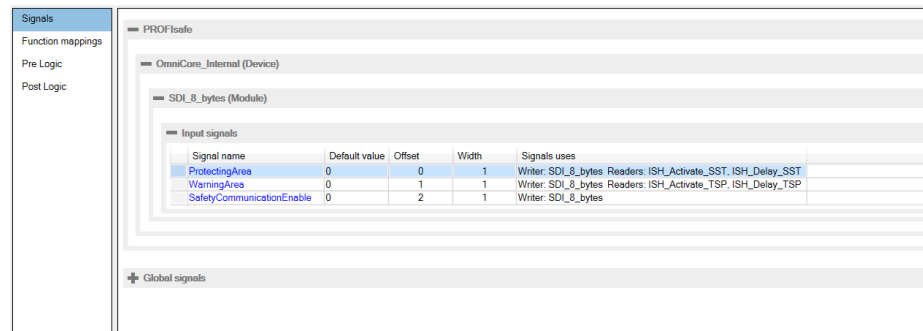 Signals
Function mappings
Pre Logic
Post Logic
PROFIsafe
OmniCore_Internal (Device)
SDI_8_bytes (Module)
Input signals
Signal name Default value Offset Width Signals uses
ProtectingArea 0 0 1 Writer: SDI_8_bytes Readers: ISH_Activate_SST, ISH_Delay_SST
WarningArea 0 1 1 Writer: SDI_8_bytes Readers: ISH_Activate_TSP, ISH_Delay_TSP
SafetyCommunicationEnable 0 2 1 Writer: SDI_8_bytes
Global signals